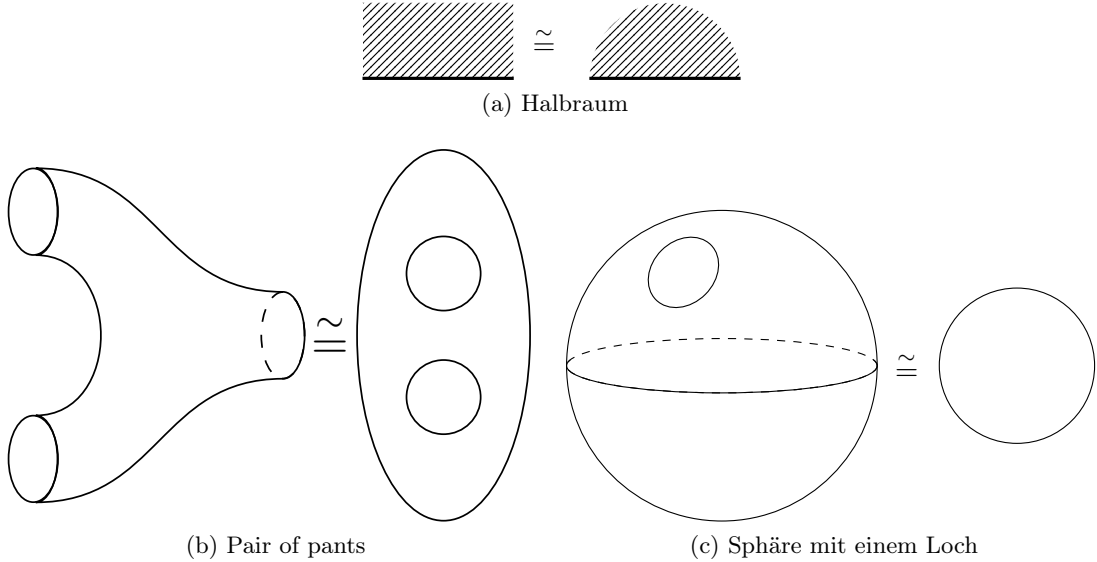 ≅
(a) Halbraum
≅
≅
(b) Pair of pants
(c) Sphäre mit einem Loch